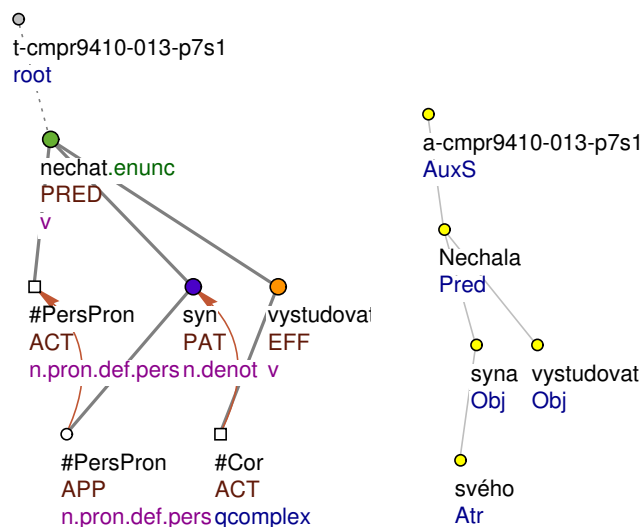 t-cmpr9410-013-p7s1
root
nechat.enunc
PRED
v
#PersPron
ACT
n.pron.def.pers
syn
PAT
n.denot
vystudovat
EFF
v
#PersPron
APP
n.pron.def.pers
#Cor
ACT
qcomplex
a-cmpr9410-013-p7s1
AuxS
Nechala
Pred
syna
Obj
vystudovat
Obj
svého
Atr